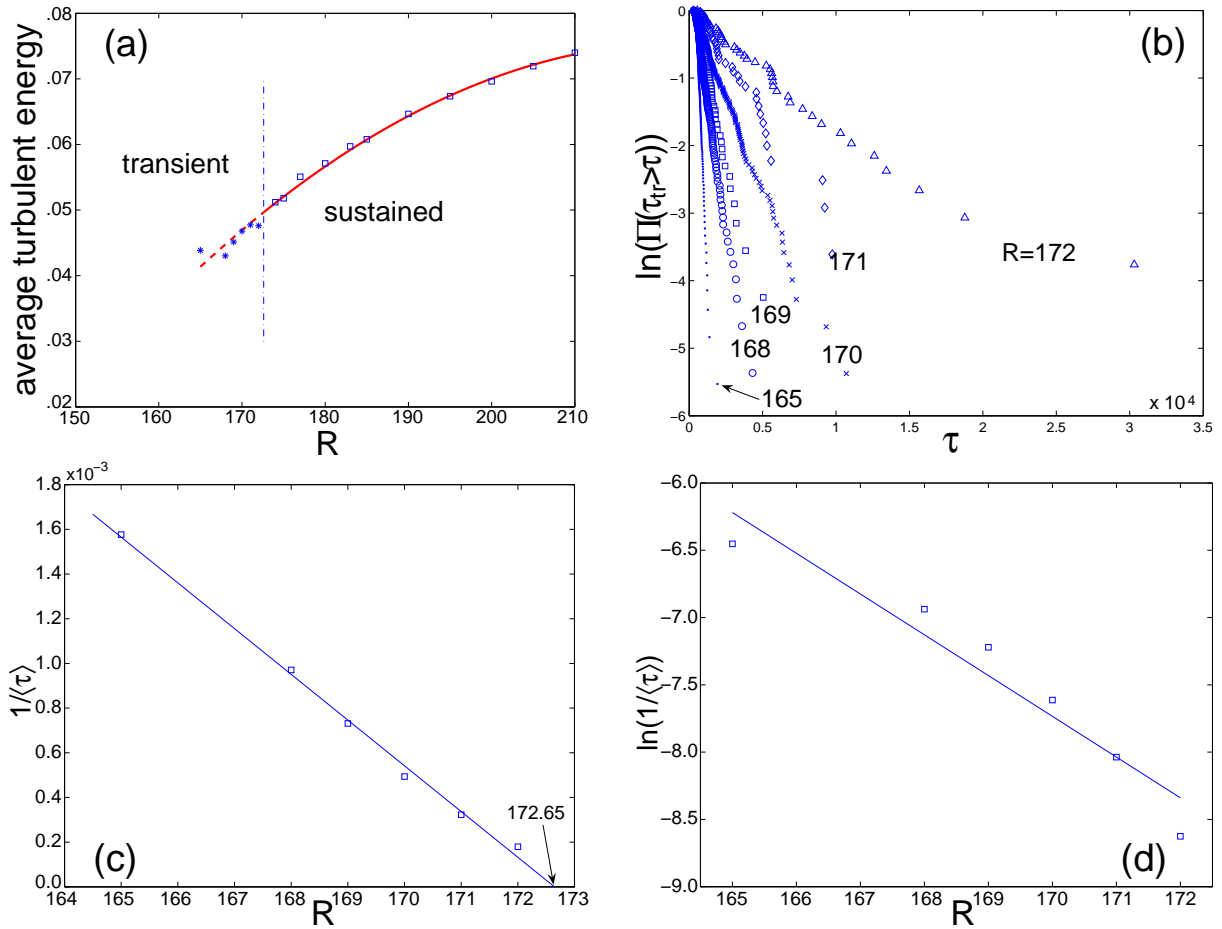 (a)
average turbulent energy
.08
.07
.06
.05
.04
.03
.02
transient
sustained
150 160 170 180 190 200 210
R
(b)
ln(Π(τtr>τ))
0
−1
−2
−3
−4
−5
−6
R=172
171
169
170
168
165
x 10⁴
0 0.5 1 1.5 2 2.5 3 3.5
τ
x10⁻³
1/⟨τ⟩
1.8
1.6
1.4
1.2
1.0
0.8
0.6
0.4
0.2
0.0
172.65
(c)
164 165 166 167 168 169 170 171 172 173
R
ln(1/⟨τ⟩)
−6.0
−6.5
−7.0
−7.5
−8.0
−8.5
−9.0
(d)
165 166 167 168 169 170 171 172
R